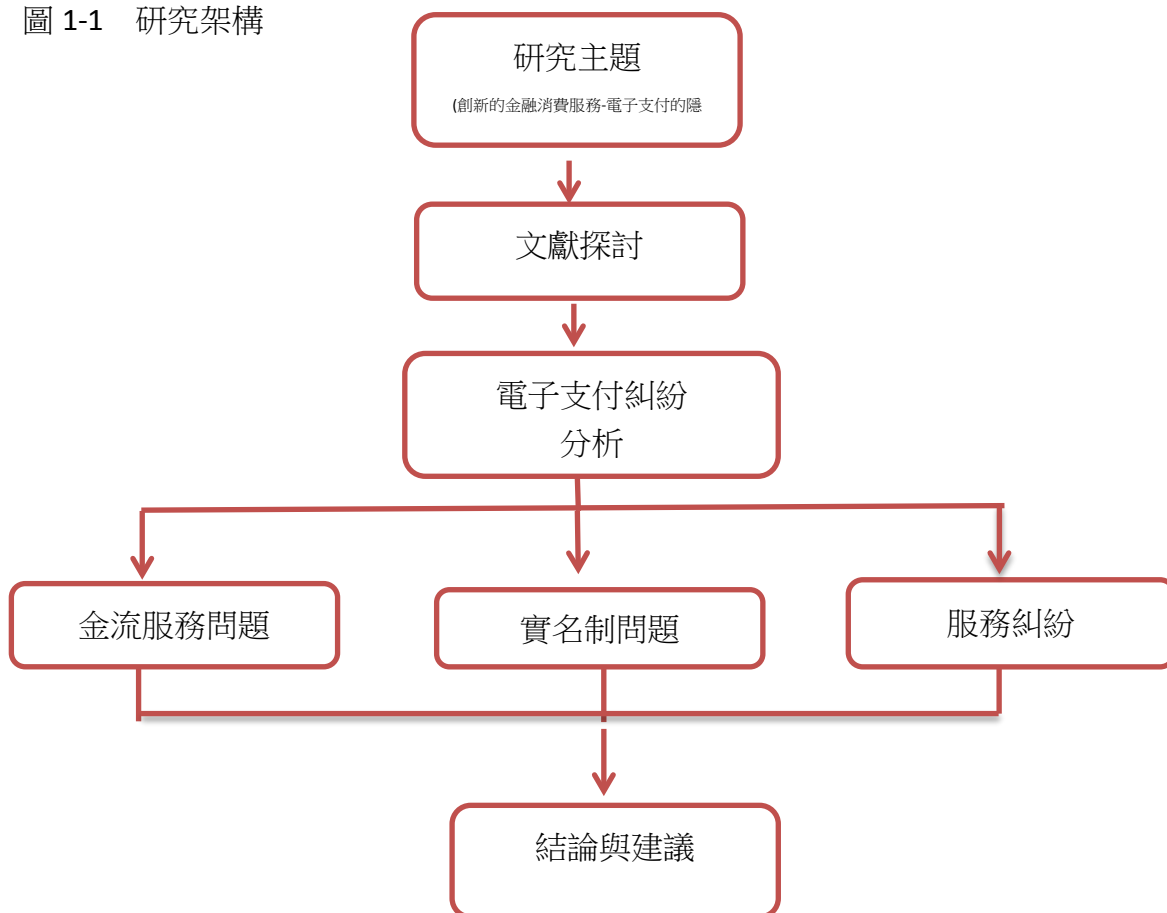 圖 1-1 研究架構
研究主題
(創新的金融消費服務-電子支付的隱
文獻探討
電子支付糾紛
分析
金流服務問題
實名制問題
服務糾紛
結論與建議